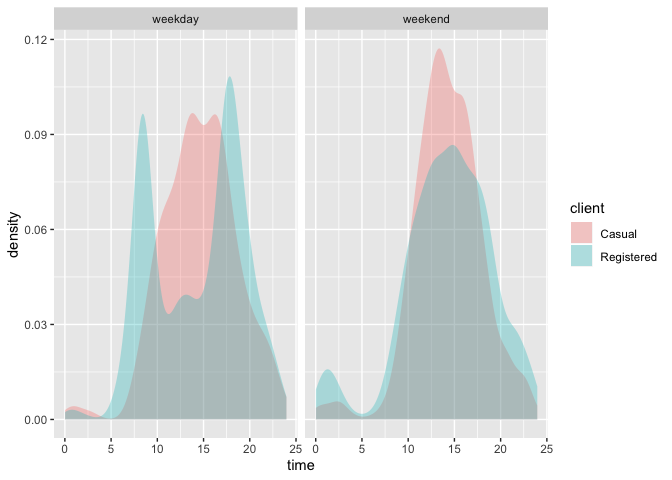 weekday weekend
0.12
0.09
0.06
0.03
0.00
density
0 5 10 15 20 25 0 5 10 15 20 25
time
client
Casual
Registered